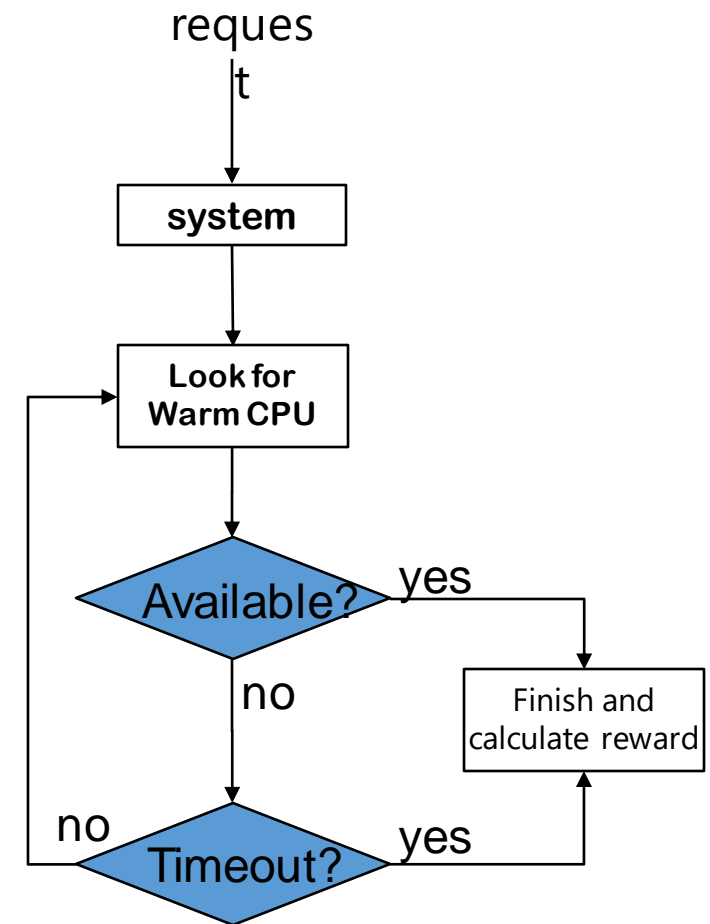 reques
t
system
Look for
Warm CPU
Available?
yes
no
Finish and
calculate reward
no
Timeout?
yes